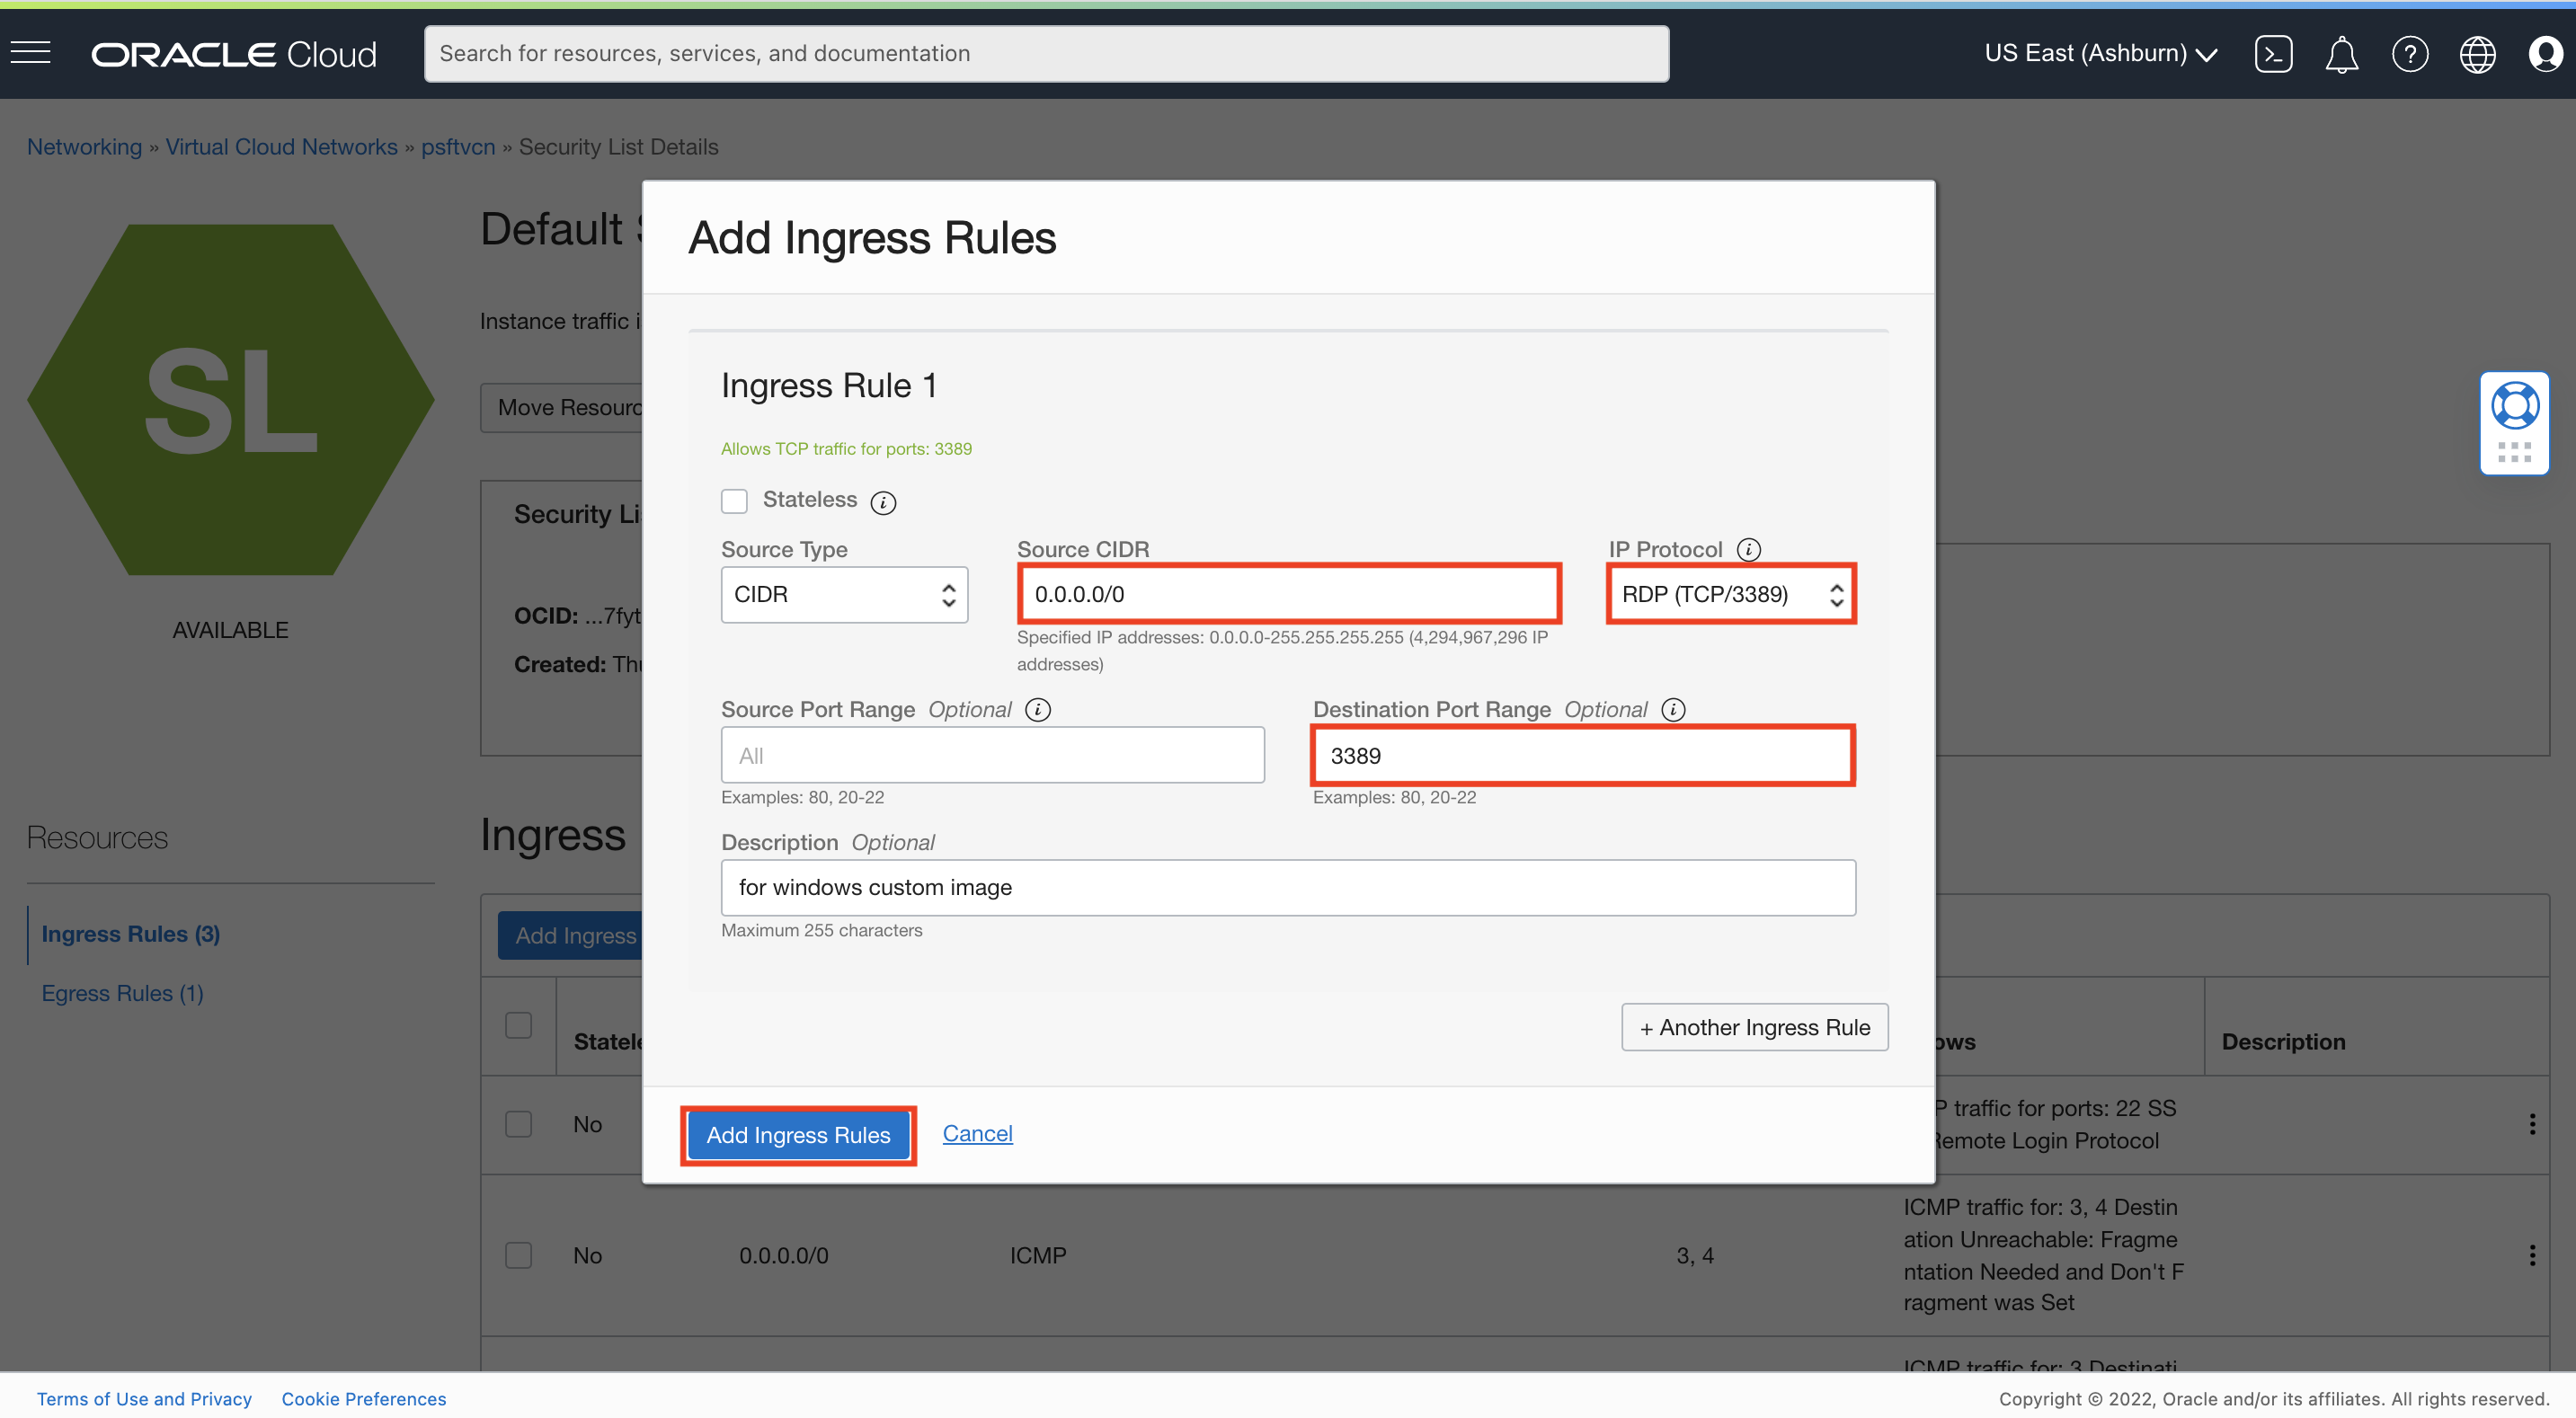 ORACLE Cloud
Search for resources, services, and documentation
US East (Ashburn)
Networking » Virtual Cloud Networks » psftvcn » Security List Details
SL
AVAILABLE
Default
Instance traffic
Move Resourc
Security Li
OCID: ...7fyt
Created: Thu
Add Ingress Rules
Ingress Rule 1
Allows TCP traffic for ports: 3389
Stateless
Source Type
CIDR
Source CIDR
0.0.0.0/0
Specified IP addresses: 0.0.0.0-255.255.255.255 (4,294,967,296 IP
addresses)
IP Protocol
RDP (TCP/3389)
Source Port Range Optional
All
Examples: 80, 20-22
Destination Port Range Optional
3389
Examples: 80, 20-22
Description Optional
for windows custom image
Maximum 255 characters
+ Another Ingress Rule
Add Ingress Rules
Cancel
Resources
Ingress Rules (3)
Egress Rules (1)
Ingress
Add Ingress
Statele
ows
Description
No
P traffic for ports: 22 SS
Remote Login Protocol
No
0.0.0.0/0
ICMP
3, 4
ICMP traffic for: 3, 4 Destin
ation Unreachable: Fragme
ntation Needed and Don't F
ragment was Set
ICMP traffic for: 3 Destinati
Terms of Use and Privacy
Cookie Preferences
Copyright © 2022, Oracle and/or its affiliates. All rights reserved.